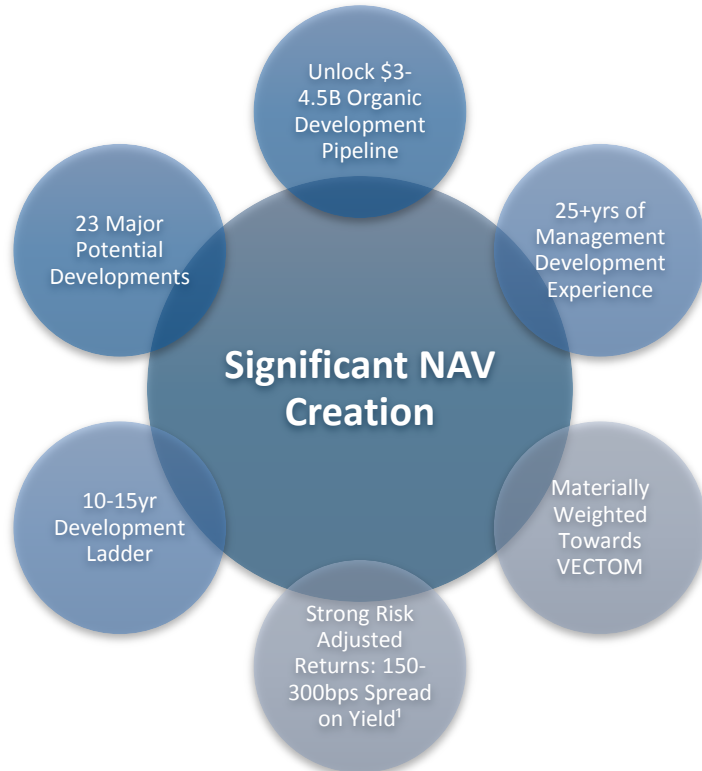 Unlock $3-
4.5B Organic
Development
Pipeline
23 Major
Potential
Developments
25+yrs of
Management
Development
Experience
Significant NAV
Creation
10-15yr
Development
Ladder
Materially
Weighted
Towards
VECTOM
Strong Risk
Adjusted
Returns: 150-
300bps Spread
on Yield¹